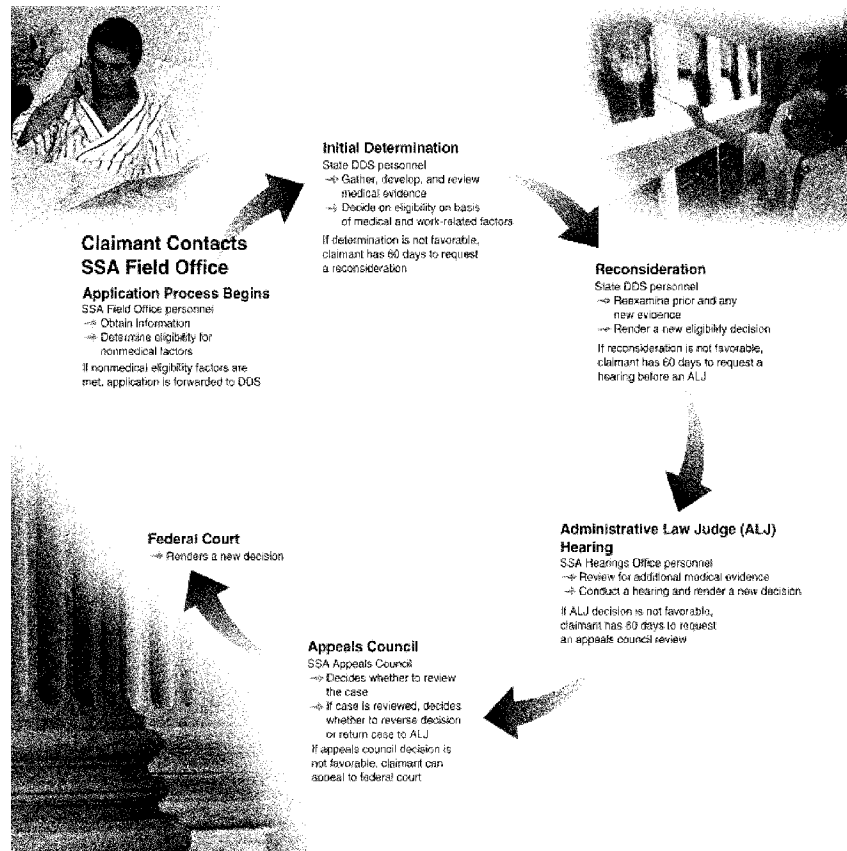 Claimant Contacts
SSA Field Office
Application Process Begins
SSA Field Office personnel
Obtain Information
Determine eligibility for
nonmedical factors
If nonmedical eligibility factors are
met, application is forwarded to DDS
Initial Determination
State DDS personnel
Gather, develop, and review
medical evidence
Decide on eligibility on basis
of medical and work-related factors
If determination is not favorable,
claimant has 60 days to request
a reconsideration
Reconsideration
State DDS personnel
Reexamine prior and any
new evidence
Render a new eligibility decision
If reconsideration is not favorable,
claimant has 60 days to request a
hearing before an ALJ
Administrative Law Judge (ALJ)
Hearing
SSA Hearings Office personnel
Review for additional medical evidence
Conduct a hearing and render a new decision
If ALJ decision is not favorable,
claimant has 60 days to request
an appeals council review
Appeals Council
SSA Appeals Council
Decides whether to review
the case
If case is reviewed, decides
whether to reverse decision
or return case to ALJ
If appeals council decision is
not favorable, claimant can
appeal to federal court
Federal Court
Renders a new decision